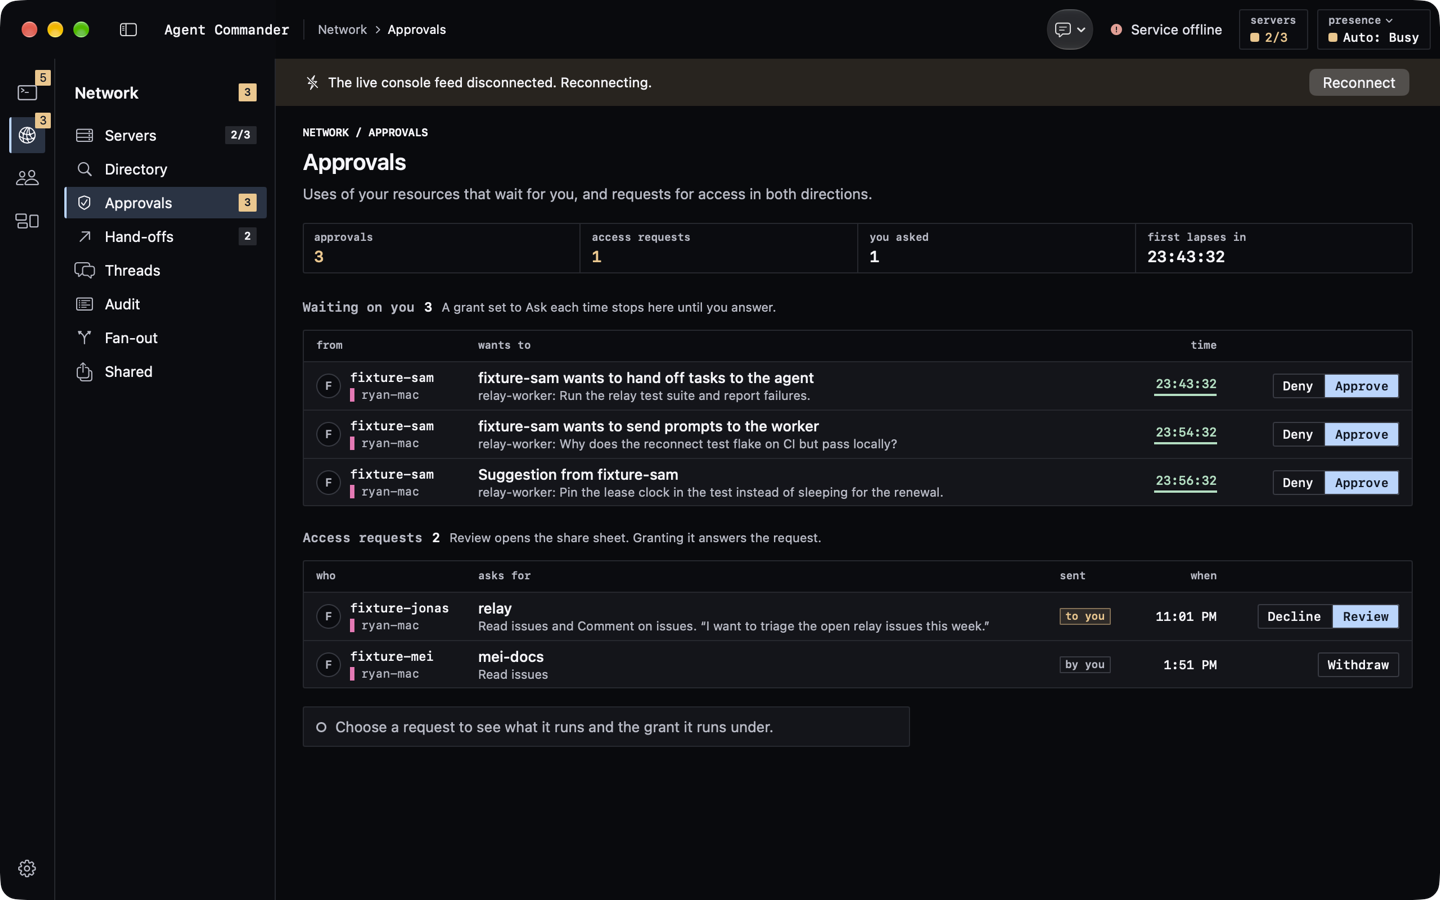 Agent Commander
Network > Approvals
Service offline
servers
2/3
presence
Auto: Busy
5
3
Network
3
Servers
2/3
Directory
Approvals
3
Hand-offs
2
Threads
Audit
Fan-out
Shared
The live console feed disconnected. Reconnecting.
Reconnect
NETWORK / APPROVALS
Approvals
Uses of your resources that wait for you, and requests for access in both directions.
approvals
3
access requests
1
you asked
1
first lapses in
23:43:32
Waiting on you 3 A grant set to Ask each time stops here until you answer.
from wants to time
F
fixture-sam
ryan-mac
fixture-sam wants to hand off tasks to the agent
relay-worker: Run the relay test suite and report failures.
23:43:32
Deny Approve
F
fixture-sam
ryan-mac
fixture-sam wants to send prompts to the worker
relay-worker: Why does the reconnect test flake on CI but pass locally?
23:54:32
Deny Approve
F
fixture-sam
ryan-mac
Suggestion from fixture-sam
relay-worker: Pin the lease clock in the test instead of sleeping for the renewal.
23:56:32
Deny Approve
Access requests 2 Review opens the share sheet. Granting it answers the request.
who asks for sent when
F
fixture-jonas
ryan-mac
relay
Read issues and Comment on issues. “I want to triage the open relay issues this week.”
to you
11:01 PM
Decline Review
F
fixture-mei
ryan-mac
mei-docs
Read issues
by you
1:51 PM
Withdraw
Choose a request to see what it runs and the grant it runs under.